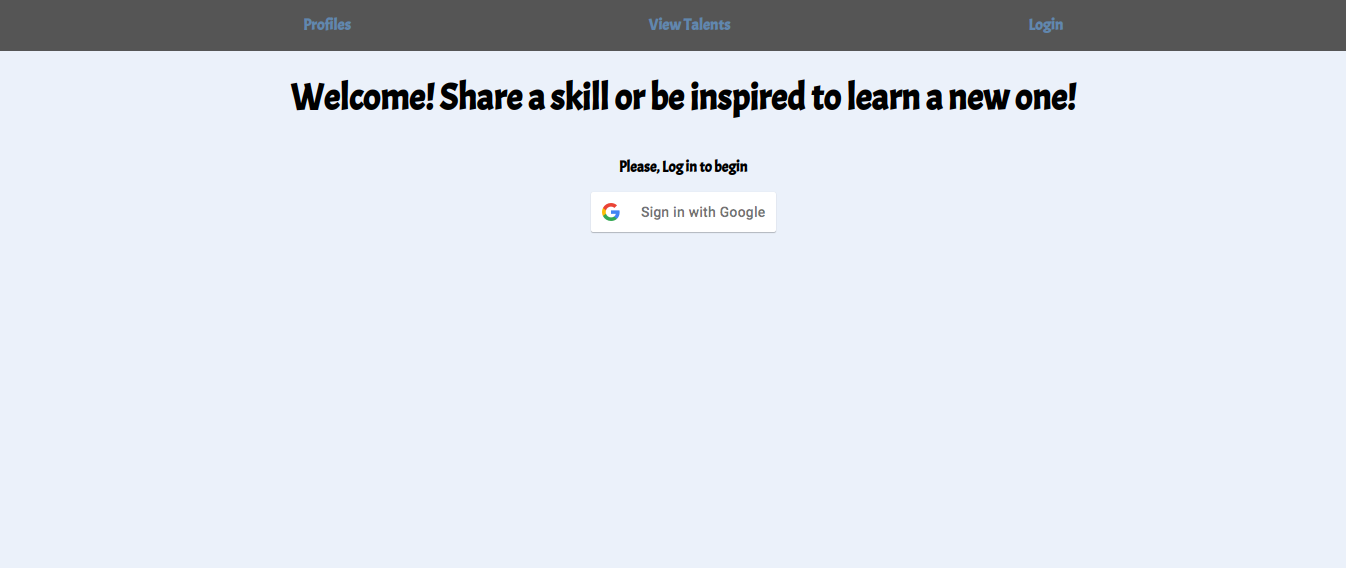 Profiles View Talents Login
Welcome! Share a skill or be inspired to learn a new one!
Please, Log in to begin
Sign in with Google